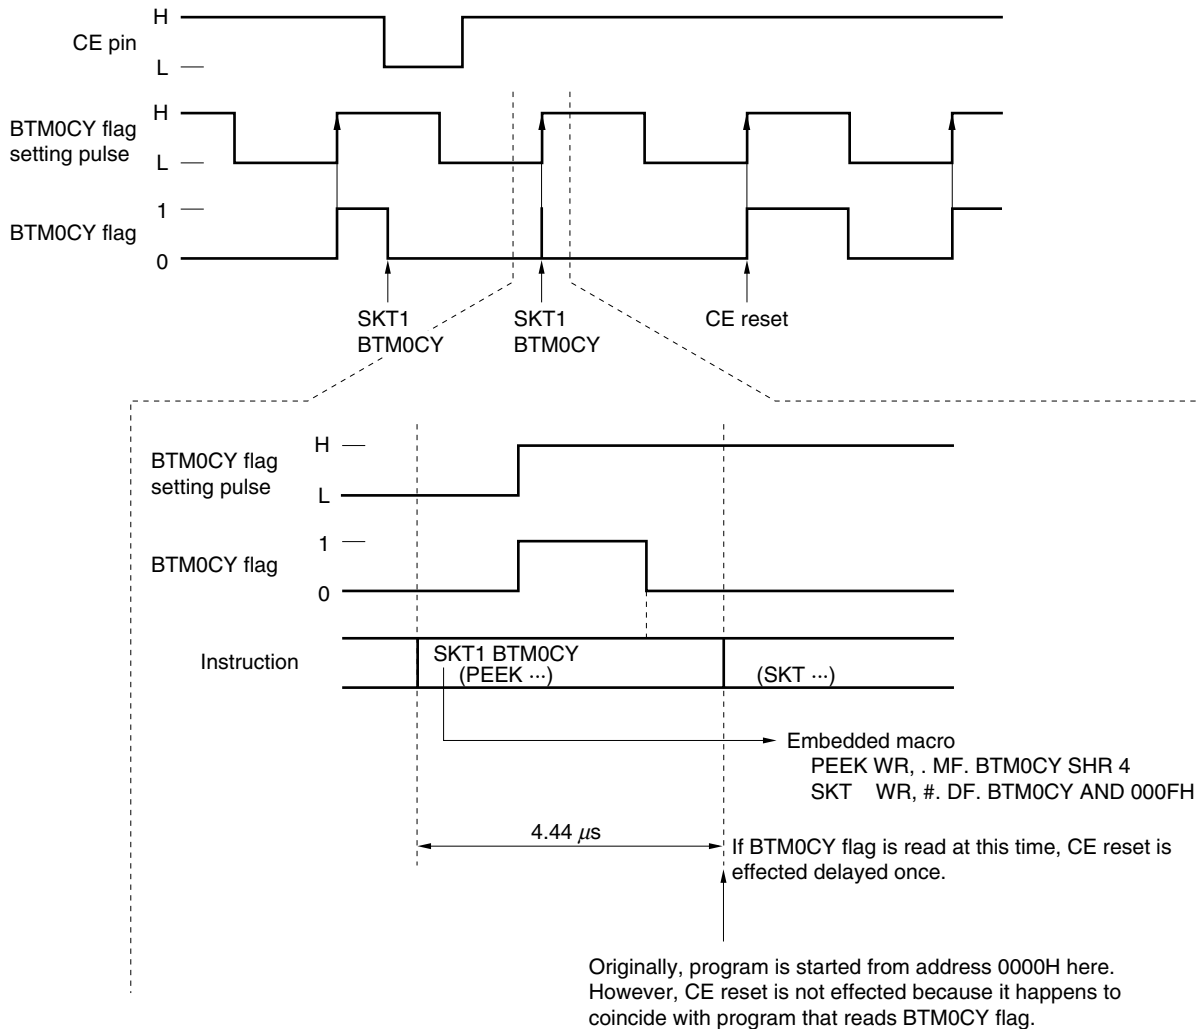 H
CE pin
L
H
BTM0CY flag
setting pulse
L
1
BTM0CY flag
0
SKT1
BTM0CY
SKT1
BTM0CY
CE reset
H
BTM0CY flag
setting pulse
L
1
BTM0CY flag
0
Instruction
SKT1 BTM0CY
(PEEK ···)
(SKT ···)
Embedded macro
PEEK WR, . MF. BTM0CY SHR 4
SKT WR, #. DF. BTM0CY AND 000FH
4.44 μs
If BTM0CY flag is read at this time, CE reset is
effected delayed once.
Originally, program is started from address 0000H here.
However, CE reset is not effected because it happens to
coincide with program that reads BTM0CY flag.